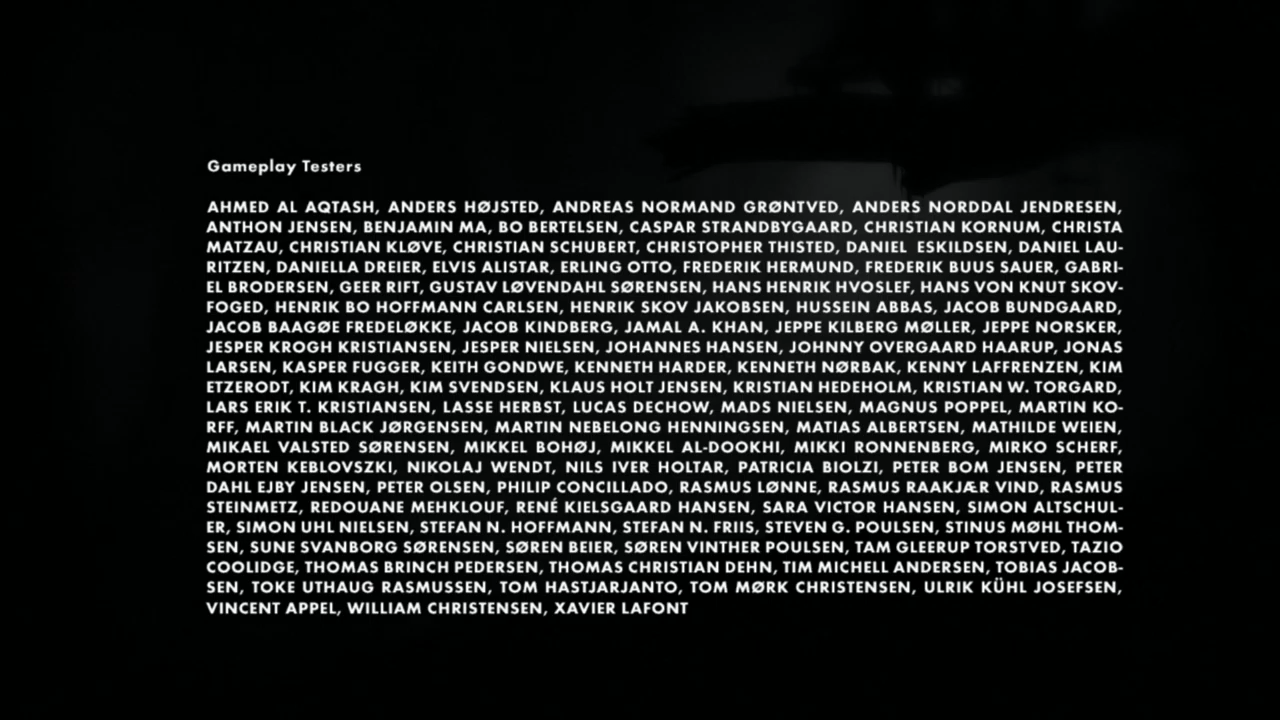 Gameplay Testers
AHMED AL AQTASH, ANDERS HØJSTED, ANDREAS NORMAND GRØNTVED, ANDERS NORDDAL JENDRESEN,
ANTHON JENSEN, BENJAMIN MA, BO BERTELSEN, CASPAR STRANDBYGAARD, CHRISTIAN KORNUM, CHRISTA
MATZAU, CHRISTIAN KLØVE, CHRISTIAN SCHUBERT, CHRISTOPHER THISTED, DANIEL ESKILDSEN, DANIEL LAU-
RITZEN, DANIELLA DREIER, ELVIS ALISTAR, ERLING OTTO, FREDERIK HERMUND, FREDERIK BUUS SAUER, GABRI-
EL BRODERSEN, GEER RIFT, GUSTAV LØVENDAHL SØRENSEN, HANS HENRIK HVOSLEF, HANS VON KNUT SKOV-
FOGED, HENRIK BO HOFFMANN CARLSEN, HENRIK SKOV JAKOBSEN, HUSSEIN ABBAS, JACOB BUNDGAARD,
JACOB BAAGØE FREDELØKKE, JACOB KINDBERG, JAMAL A. KHAN, JEPPE KILBERG MØLLER, JEPPE NORSKER,
JESPER KROGH KRISTIANSEN, JESPER NIELSEN, JOHANNES HANSEN, JOHNNY OVERGAARD HAARUP, JONAS
LARSEN, KASPER FUGGER, KEITH GONDWE, KENNETH HARDER, KENNETH NØRBAK, KENNY LAFFRENZEN, KIM
ETZERODT, KIM KRAGH, KIM SVENDSEN, KLAUS HOLT JENSEN, KRISTIAN HEDEHOLM, KRISTIAN W. TORGARD,
LARS ERIK T. KRISTIANSEN, LASSE HERBST, LUCAS DECHOW, MADS NIELSEN, MAGNUS POPPEL, MARTIN KO-
RFF, MARTIN BLACK JØRGENSEN, MARTIN NEBELONG HENNINGSEN, MATIAS ALBERTSEN, MATHILDE WEIEN,
MIKAEL VALSTED SØRENSEN, MIKKEL BOHØJ, MIKKEL AL-DOOKHI, MIKKI RONNENBERG, MIRKO SCHERF,
MORTEN KEBLOVSZKI, NIKOLAJ WENDT, NILS IVER HOLTAR, PATRICIA BIOLZI, PETER BOM JENSEN, PETER
DAHL EJBY JENSEN, PETER OLSEN, PHILIP CONCILLADO, RASMUS LØNNE, RASMUS RAAKJÆR VIND, RASMUS
STEINMETZ, REDOUANE MEHKLOUF, RENÉ KIELSGAARD HANSEN, SARA VICTOR HANSEN, SIMON ALTSCHUL-
ER, SIMON UHL NIELSEN, STEFAN N. HOFFMANN, STEFAN N. FRIIS, STEVEN G. POULSEN, STINUS MØHL THOM-
SEN, SUNE SVANBORG SØRENSEN, SØREN BEIER, SØREN VINTHER POULSEN, TAM GLEERUP TORSTVED, TAZIO
COOLIDGE, THOMAS BRINCH PEDERSEN, THOMAS CHRISTIAN DEHN, TIM MICHELL ANDERSEN, TOBIAS JACOB-
SEN, TOKE UTHAUG RASMUSSEN, TOM HASTJARJANTO, TOM MØRK CHRISTENSEN, ULRIK KÜHL JOSEFSEN,
VINCENT APPEL, WILLIAM CHRISTENSEN, XAVIER LAFONT